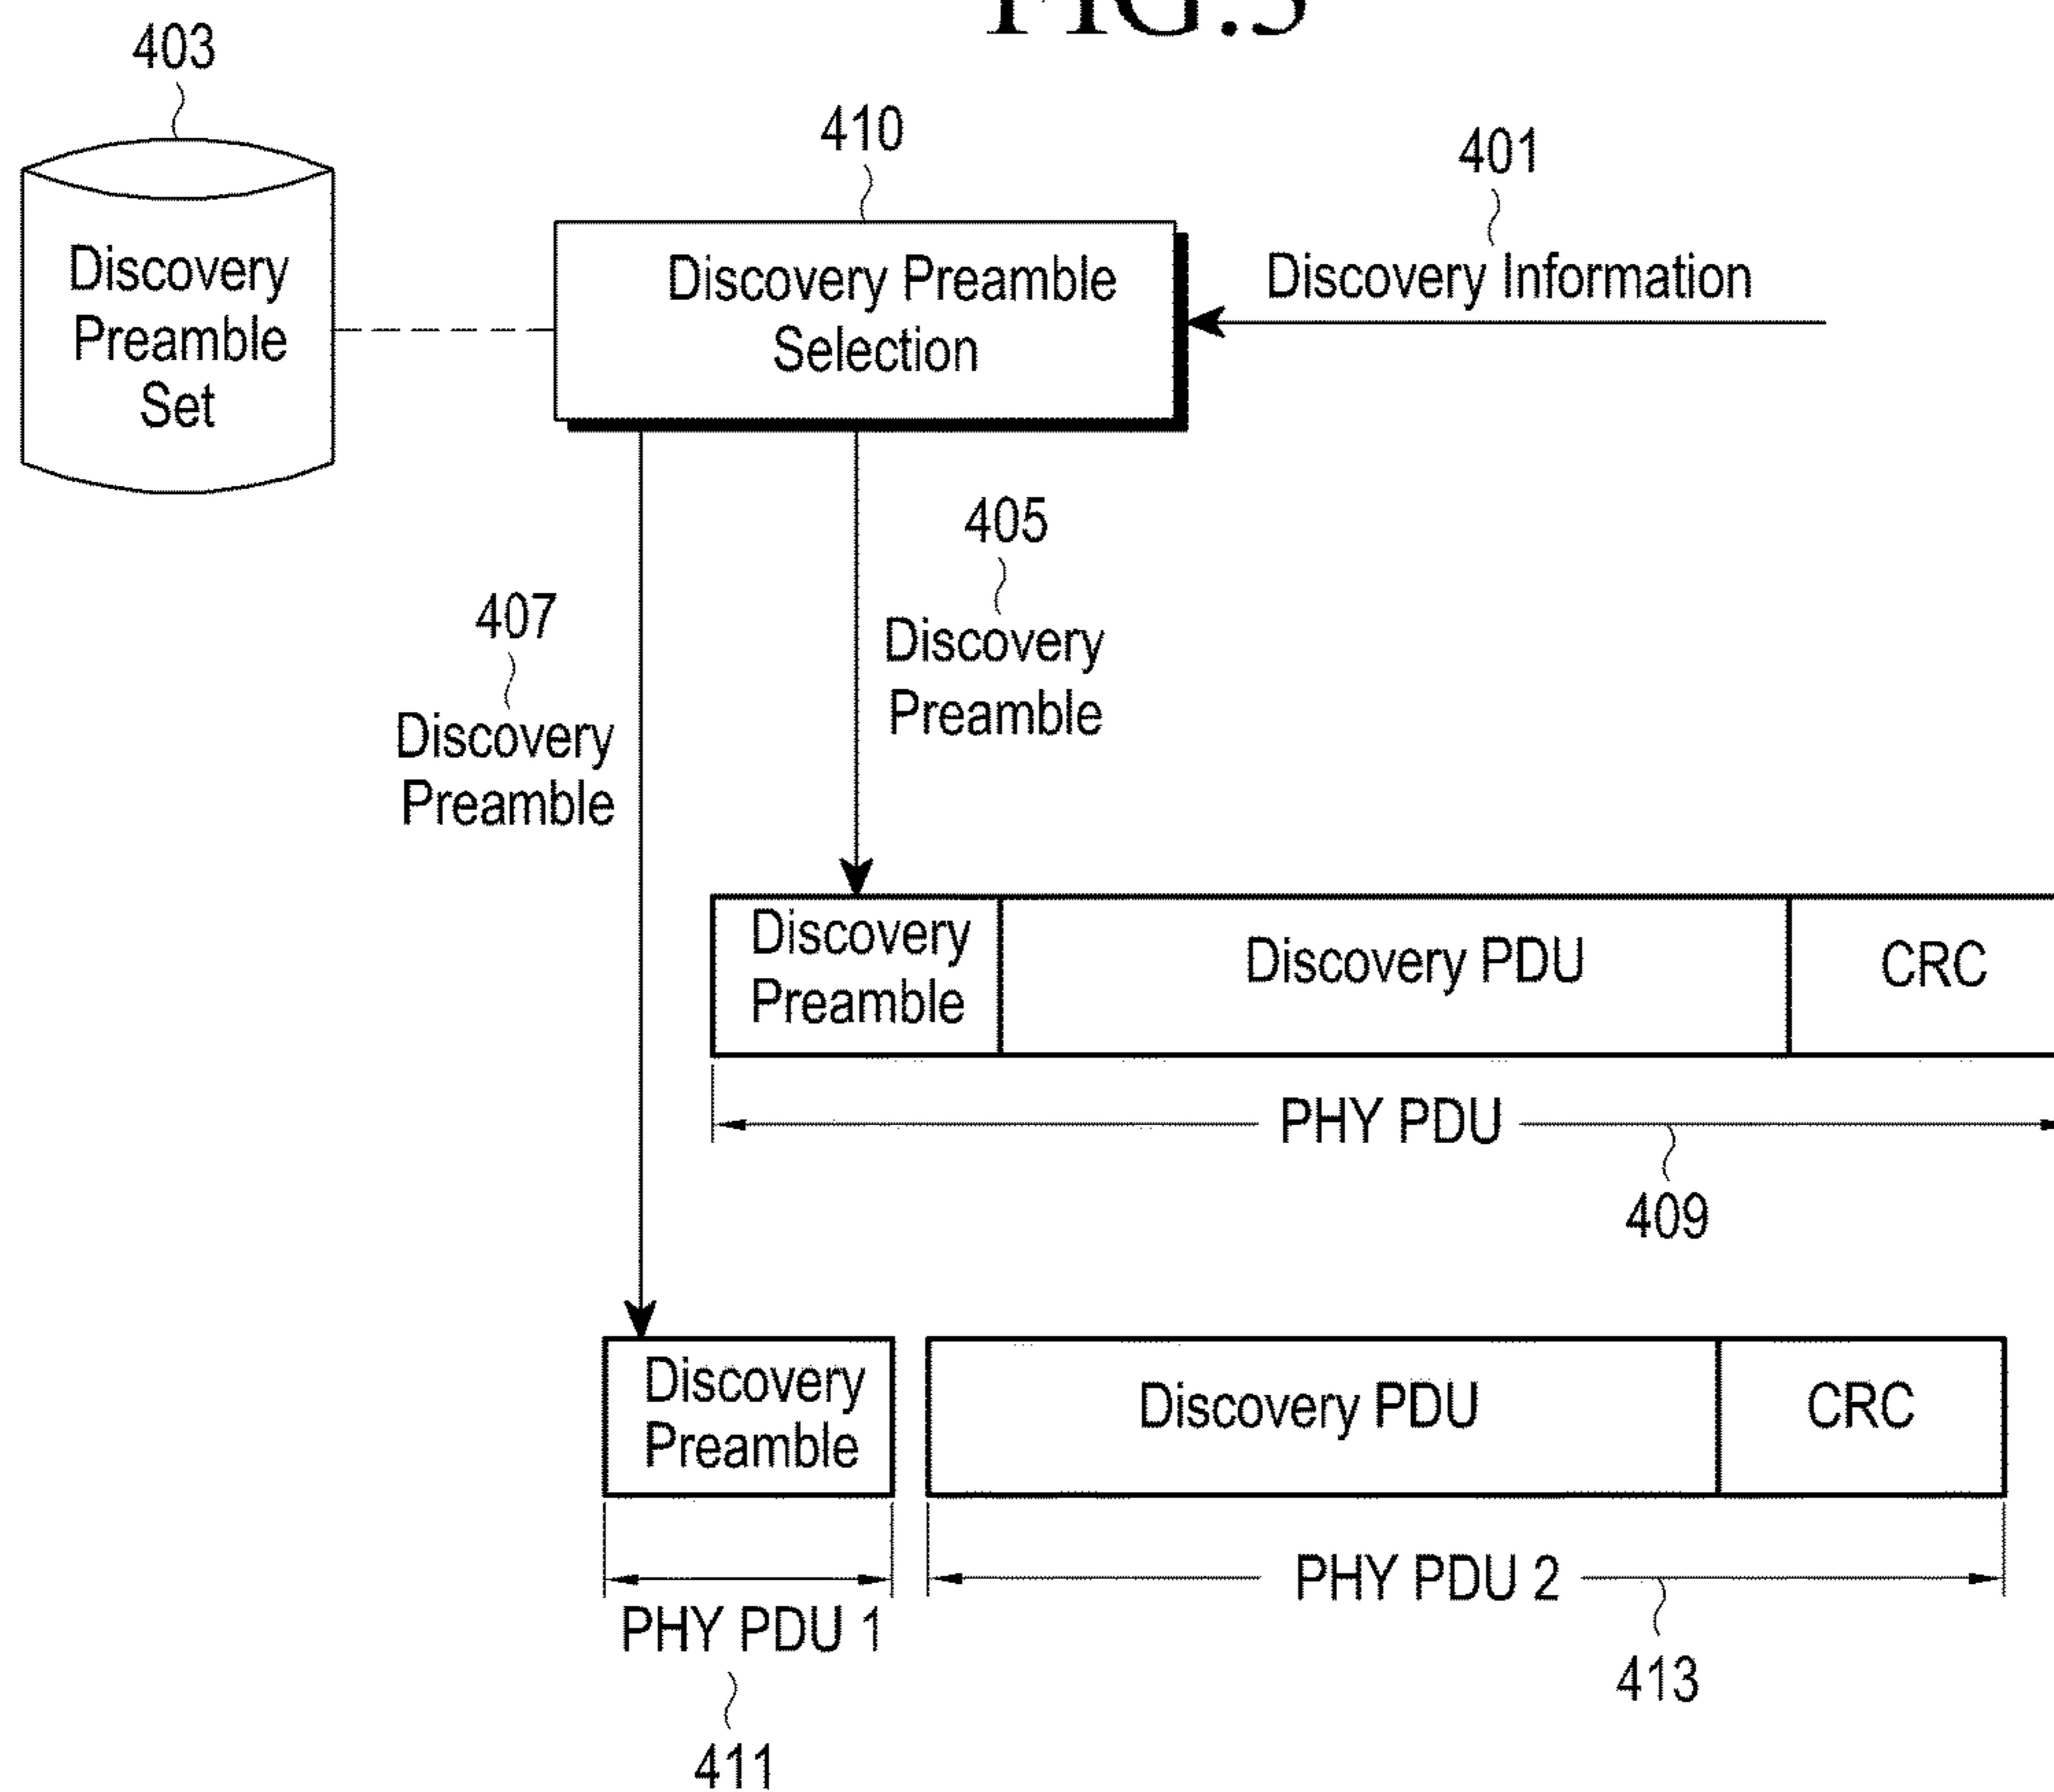 FIG.5
403
410
401
Discovery
Preamble
Set
Discovery Preamble
Selection
Discovery Information
405
Discovery
Preamble
407
Discovery
Preamble
Discovery
Preamble
Discovery PDU
CRC
PHY PDU
409
Discovery
Preamble
Discovery PDU
CRC
PHY PDU 1
PHY PDU 2
411
413